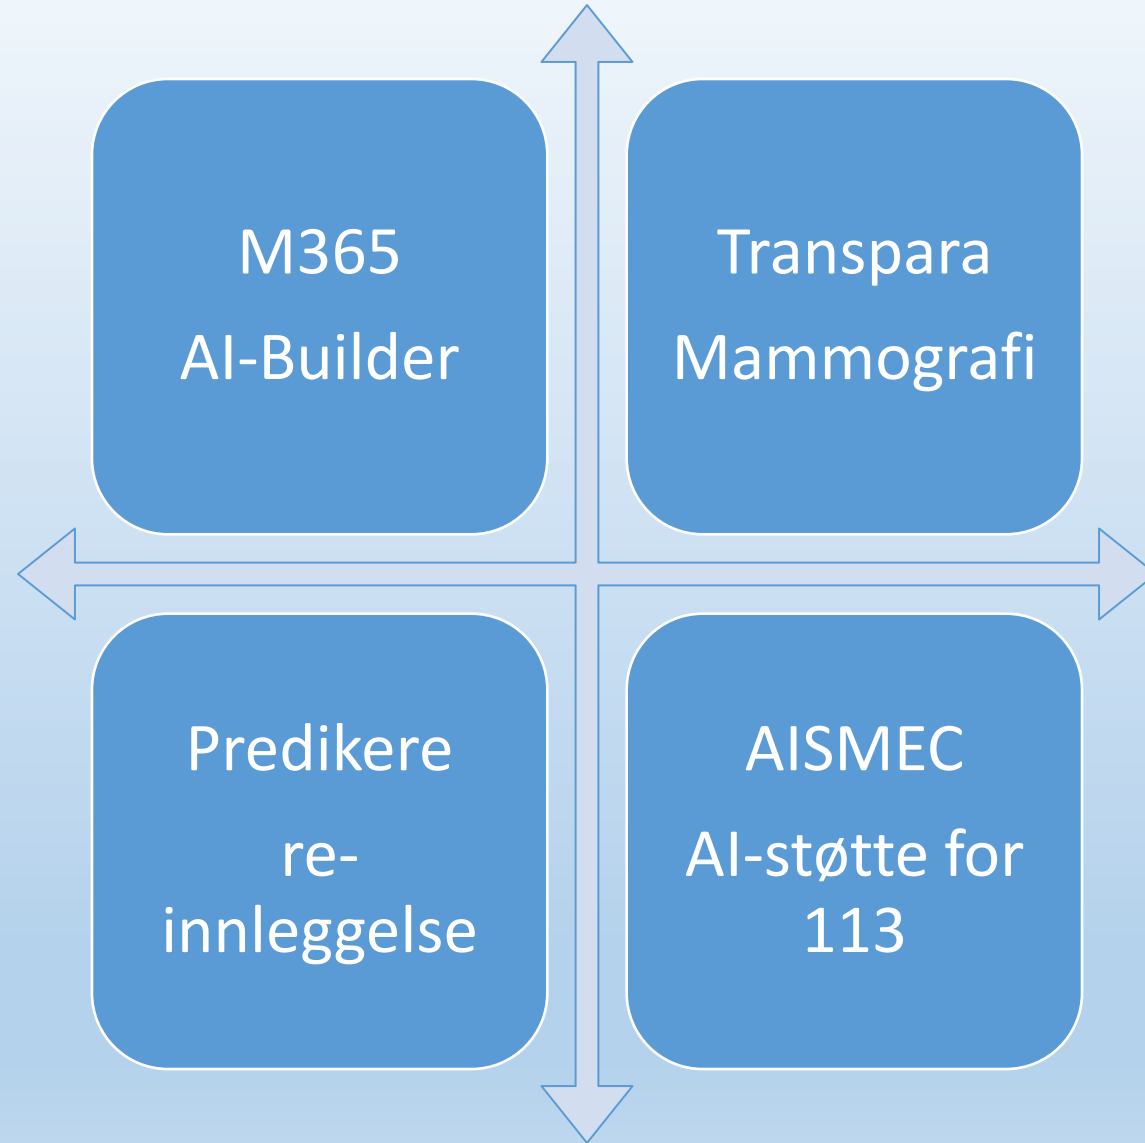 M365
AI-Builder
Transpara
Mammografi
Predikere
re-
innleggelse
AISMEC
AI-støtte for
113